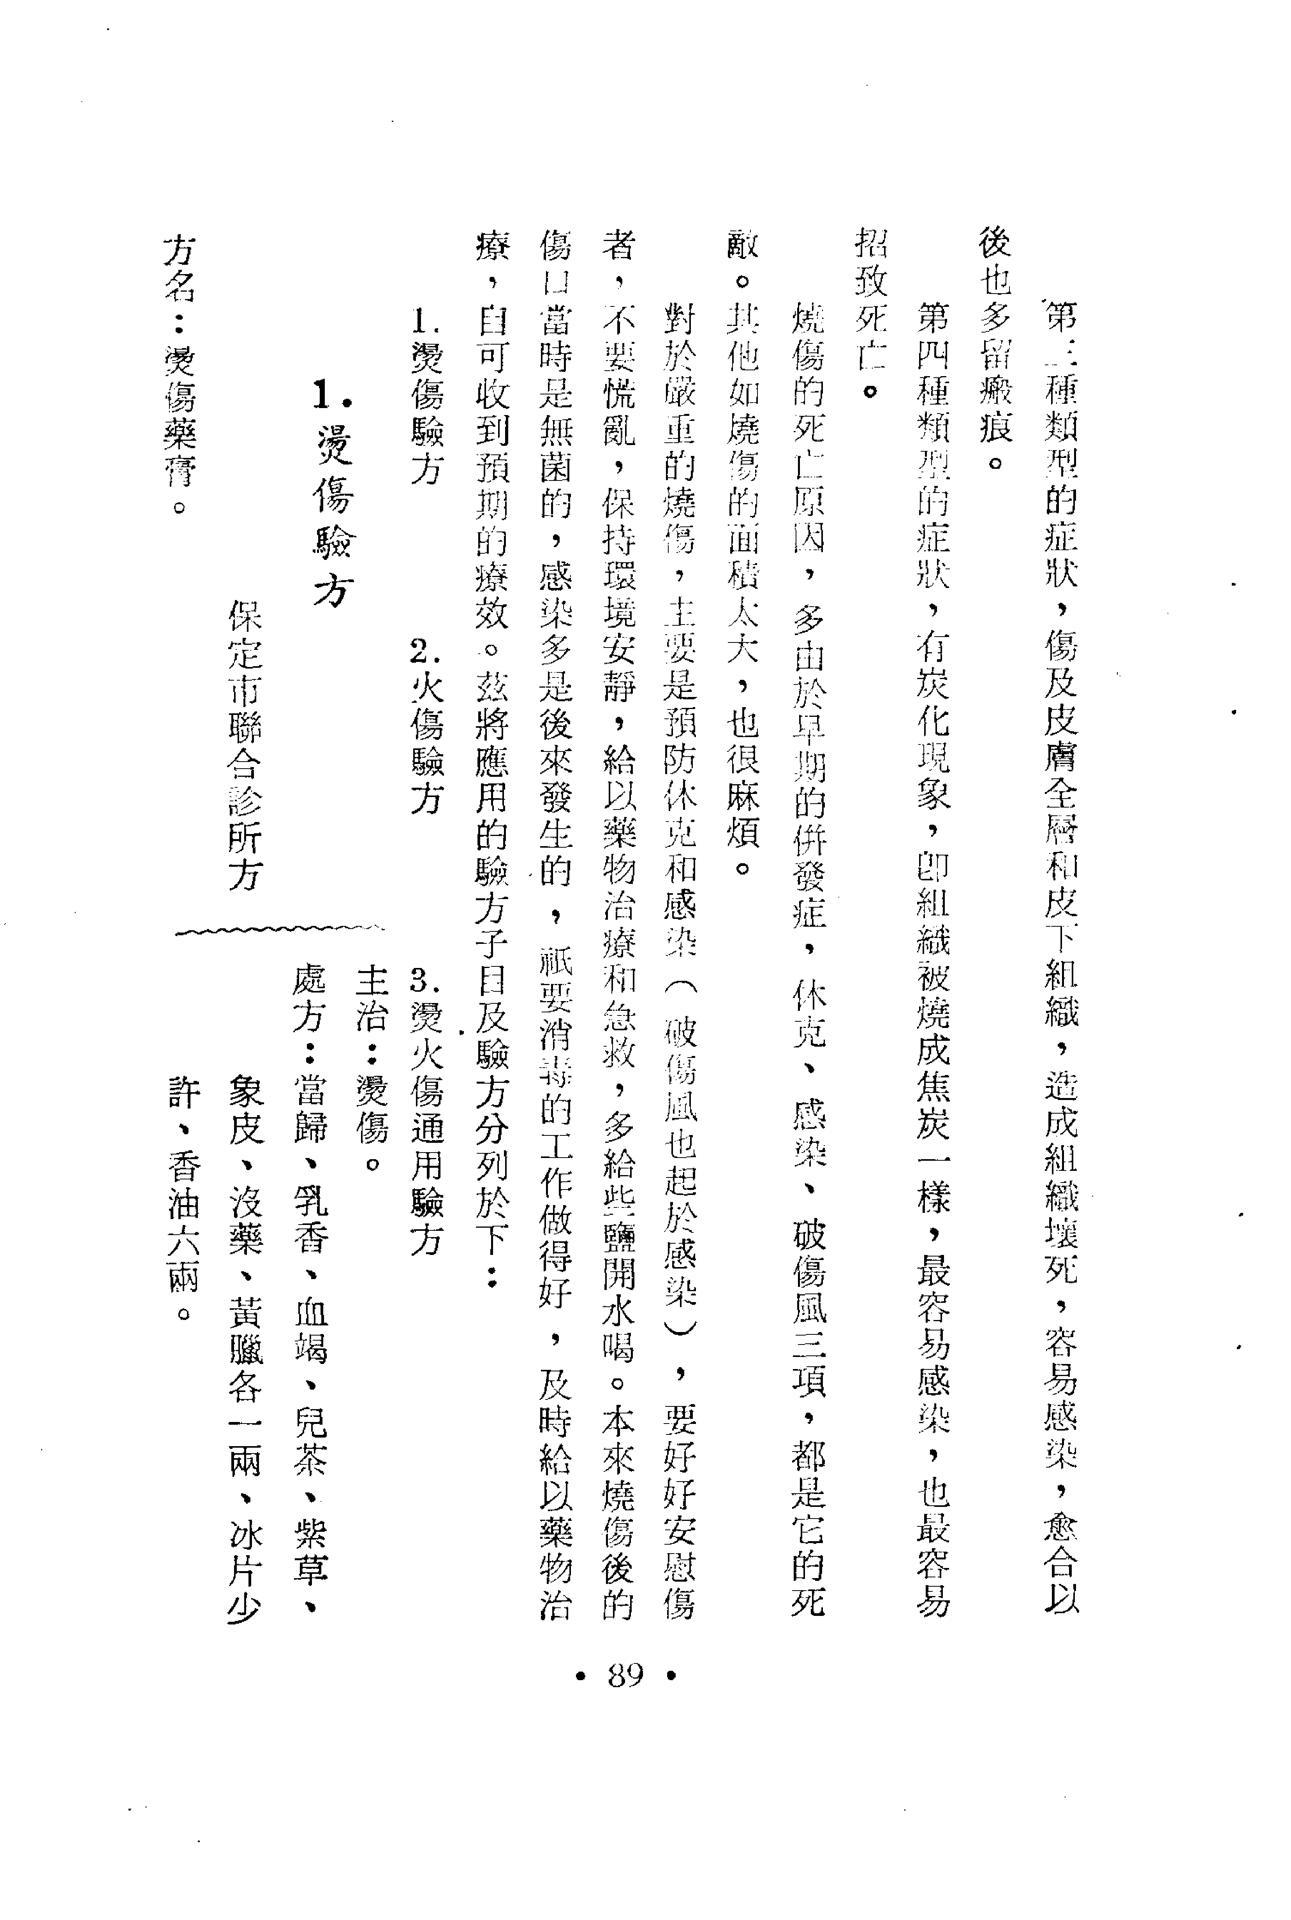 第三種類型的症狀，傷及皮膚全層和皮下組織，造成組織壞死，容易感染，愈合以
後也多留瘢痕。
第四種類型的症狀，有炭化現象，卽組織被燒成焦炭一樣，最容易感染，也最容易
招致死亡。
燒傷的死亡原因，多由於早期的併發症，休克、感染、破傷風三項，都是它的死
敵。其他如燒傷的面積太大，也很麻煩。
對於嚴重的燒傷，主要是預防休克和感染（破傷風也起於感染），要好好安慰傷
者，不要慌亂，保持環境安靜，給以藥物治療和急救，多給些鹽開水喝。本來燒傷後的
傷口當時是無菌的，感染多是後來發生的，祇要消毒的工作做得好，及時給以藥物治
療，自可收到預期的療效。茲將應用的驗方子目及驗方分列於下：
1.燙傷驗方 2.火傷驗方 3.燙火傷通用驗方
1.燙傷驗方
保定市聯合診所方
方名：燙傷藥膏。
主治：燙傷。
處方：當歸、乳香、血竭、兒茶、紫草、
象皮、沒藥、黃臘各一兩、冰片少
許、香油六兩。
• 89 •